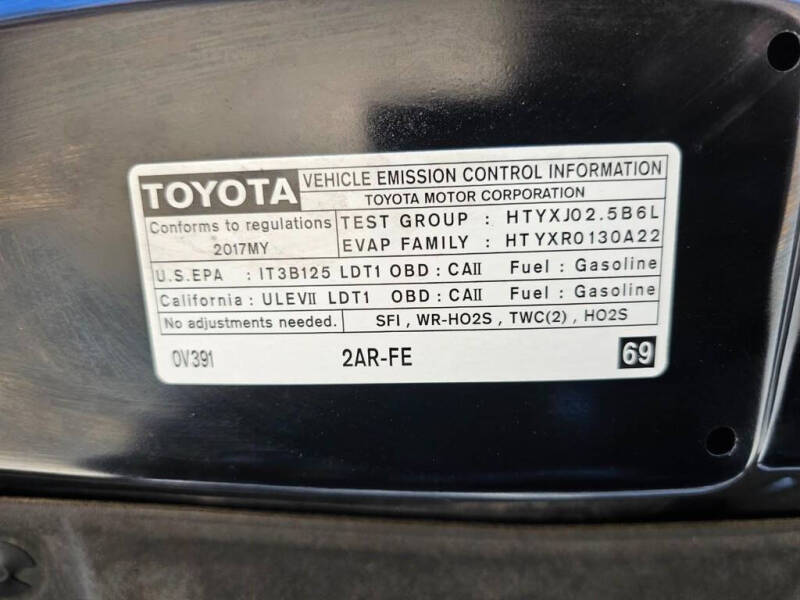 TOYOTA VEHICLE EMISSION CONTROL INFORMATION
TOYOTA MOTOR CORPORATION
Conforms to regulations
2017MY
TEST GROUP : HTYXJ02.5B6L
EVAP FAMILY : HTYXR0130A22
U.S.EPA : IT3B125 LDT1 OBD : CAII Fuel : Gasoline
California : ULEVII LDT1 OBD : CAII Fuel : Gasoline
No adjustments needed. SFI , WR-HO2S , TWC(2) , HO2S
0V391 2AR-FE 69